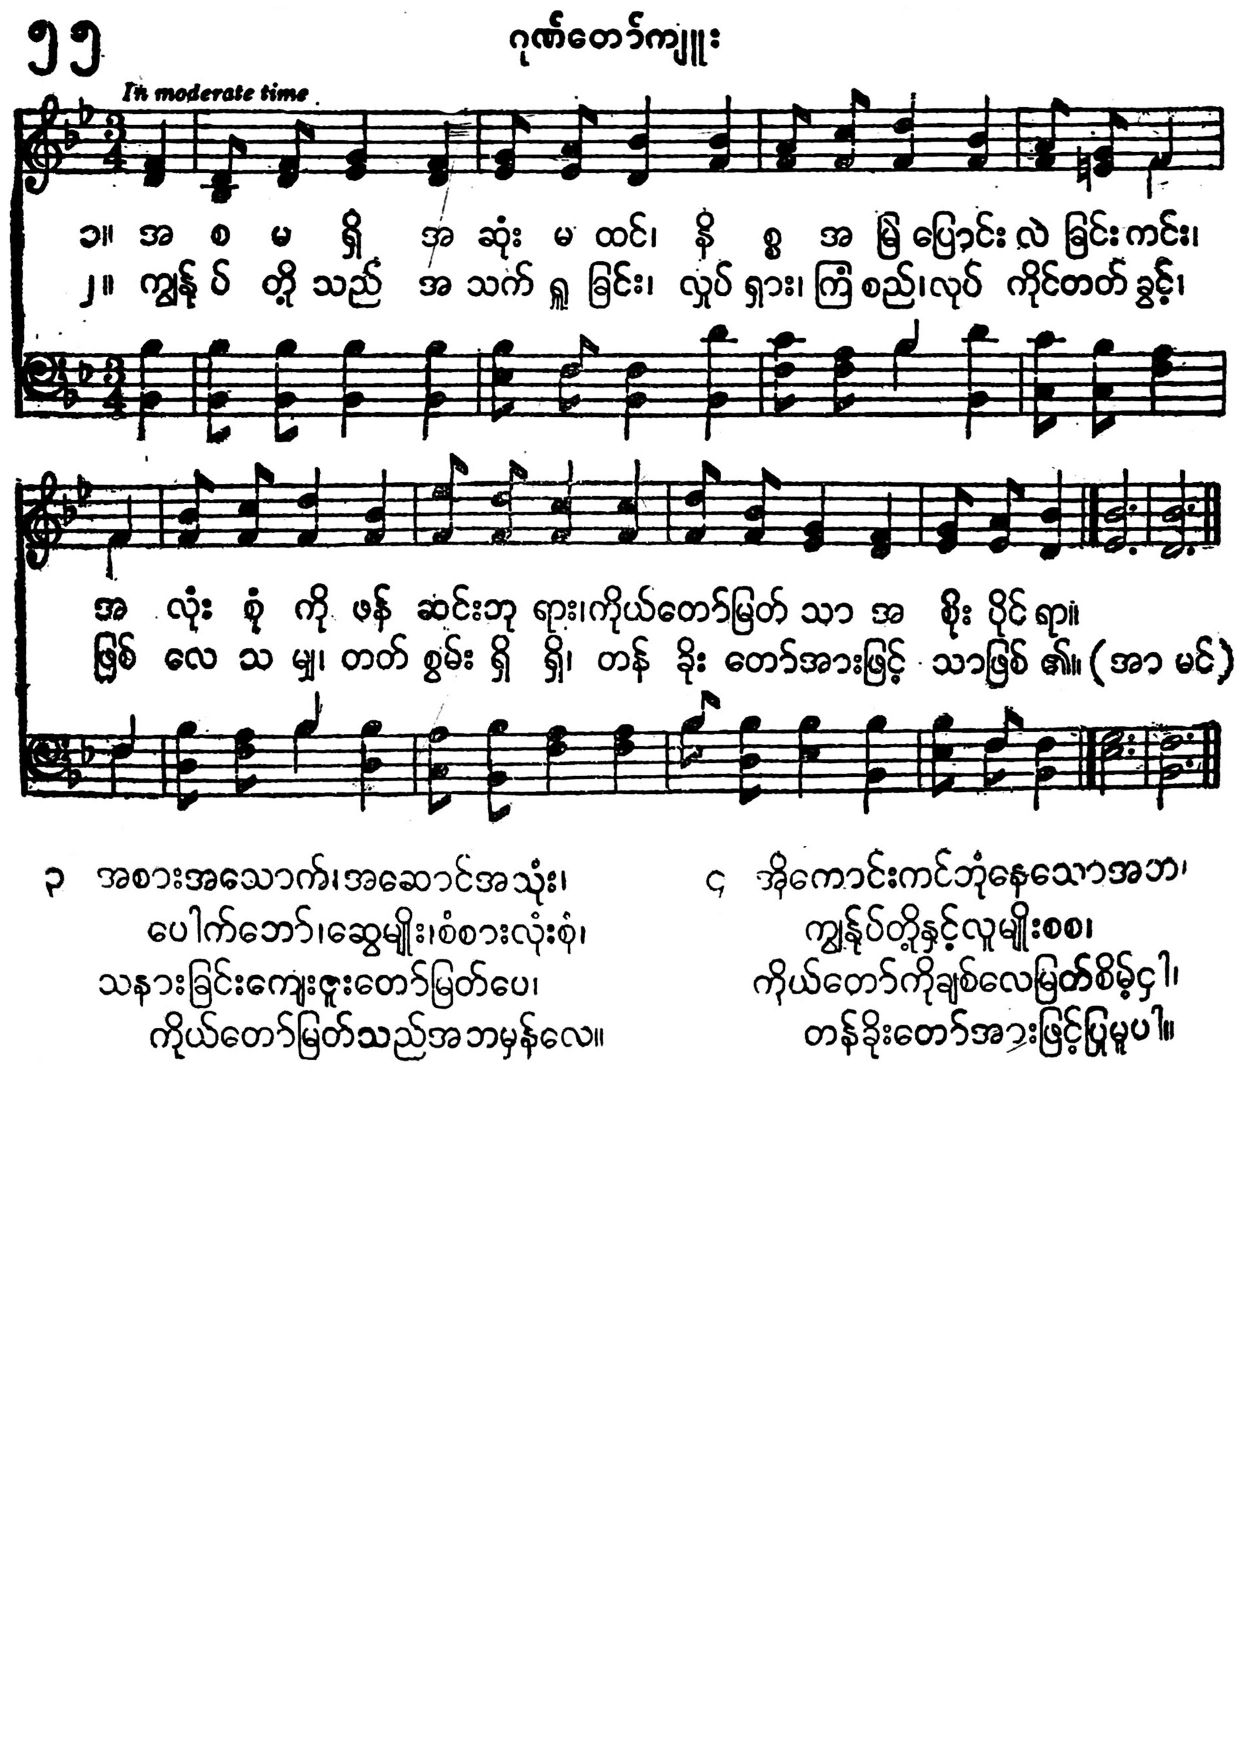 ၅၅
ဂုဏ်တော်ကျူး
In moderate time
3 4
၁။ အ စ မ ရှိ အ ဆုံး မ ထင်၊ နိ စ္စ အ မြဲ ပြောင်း လဲ ခြင်း ကင်း၊
၂။ ကျွန်ုပ် တို့ သည် အ သက် ရှူ ခြင်း၊ လှုပ် ရှား၊ ကြံ စည်၊ လုပ် ကိုင်တတ် ခွင့်၊
3 4
အ လုံး စုံ ကို ဖန် ဆင်းဘု ရား၊ကိုယ်တော်မြတ် သာ အ စိုး ပိုင် ရာ။
ဖြစ် လေ သ မျှ၊ တတ် စွမ်း ရှိ ရှိ၊ တန် ခိုး တော်အားဖြင့် သာဖြစ် ၏။ (အာ မင်)
၃ အစားအသောက်၊အဆောင်အသုံး၊
ပေါက်ဘော်၊ဆွေမျိုး၊စံစားလုံးစုံ၊
သနားခြင်းကျေးဇူးတော်မြတ်ပေ၊
ကိုယ်တော်မြတ်သည်အဘမှန်လေ။
၄ အိုကောင်းကင်ဘုံနေသောအဘ၊
ကျွန်ုပ်တို့နှင့်လူမျိုးစစ၊
ကိုယ်တော်ကိုချစ်လေမြတ်စိမ့်ငှါ၊
တန်ခိုးတော်အားဖြင့်ပြုမူပါ။